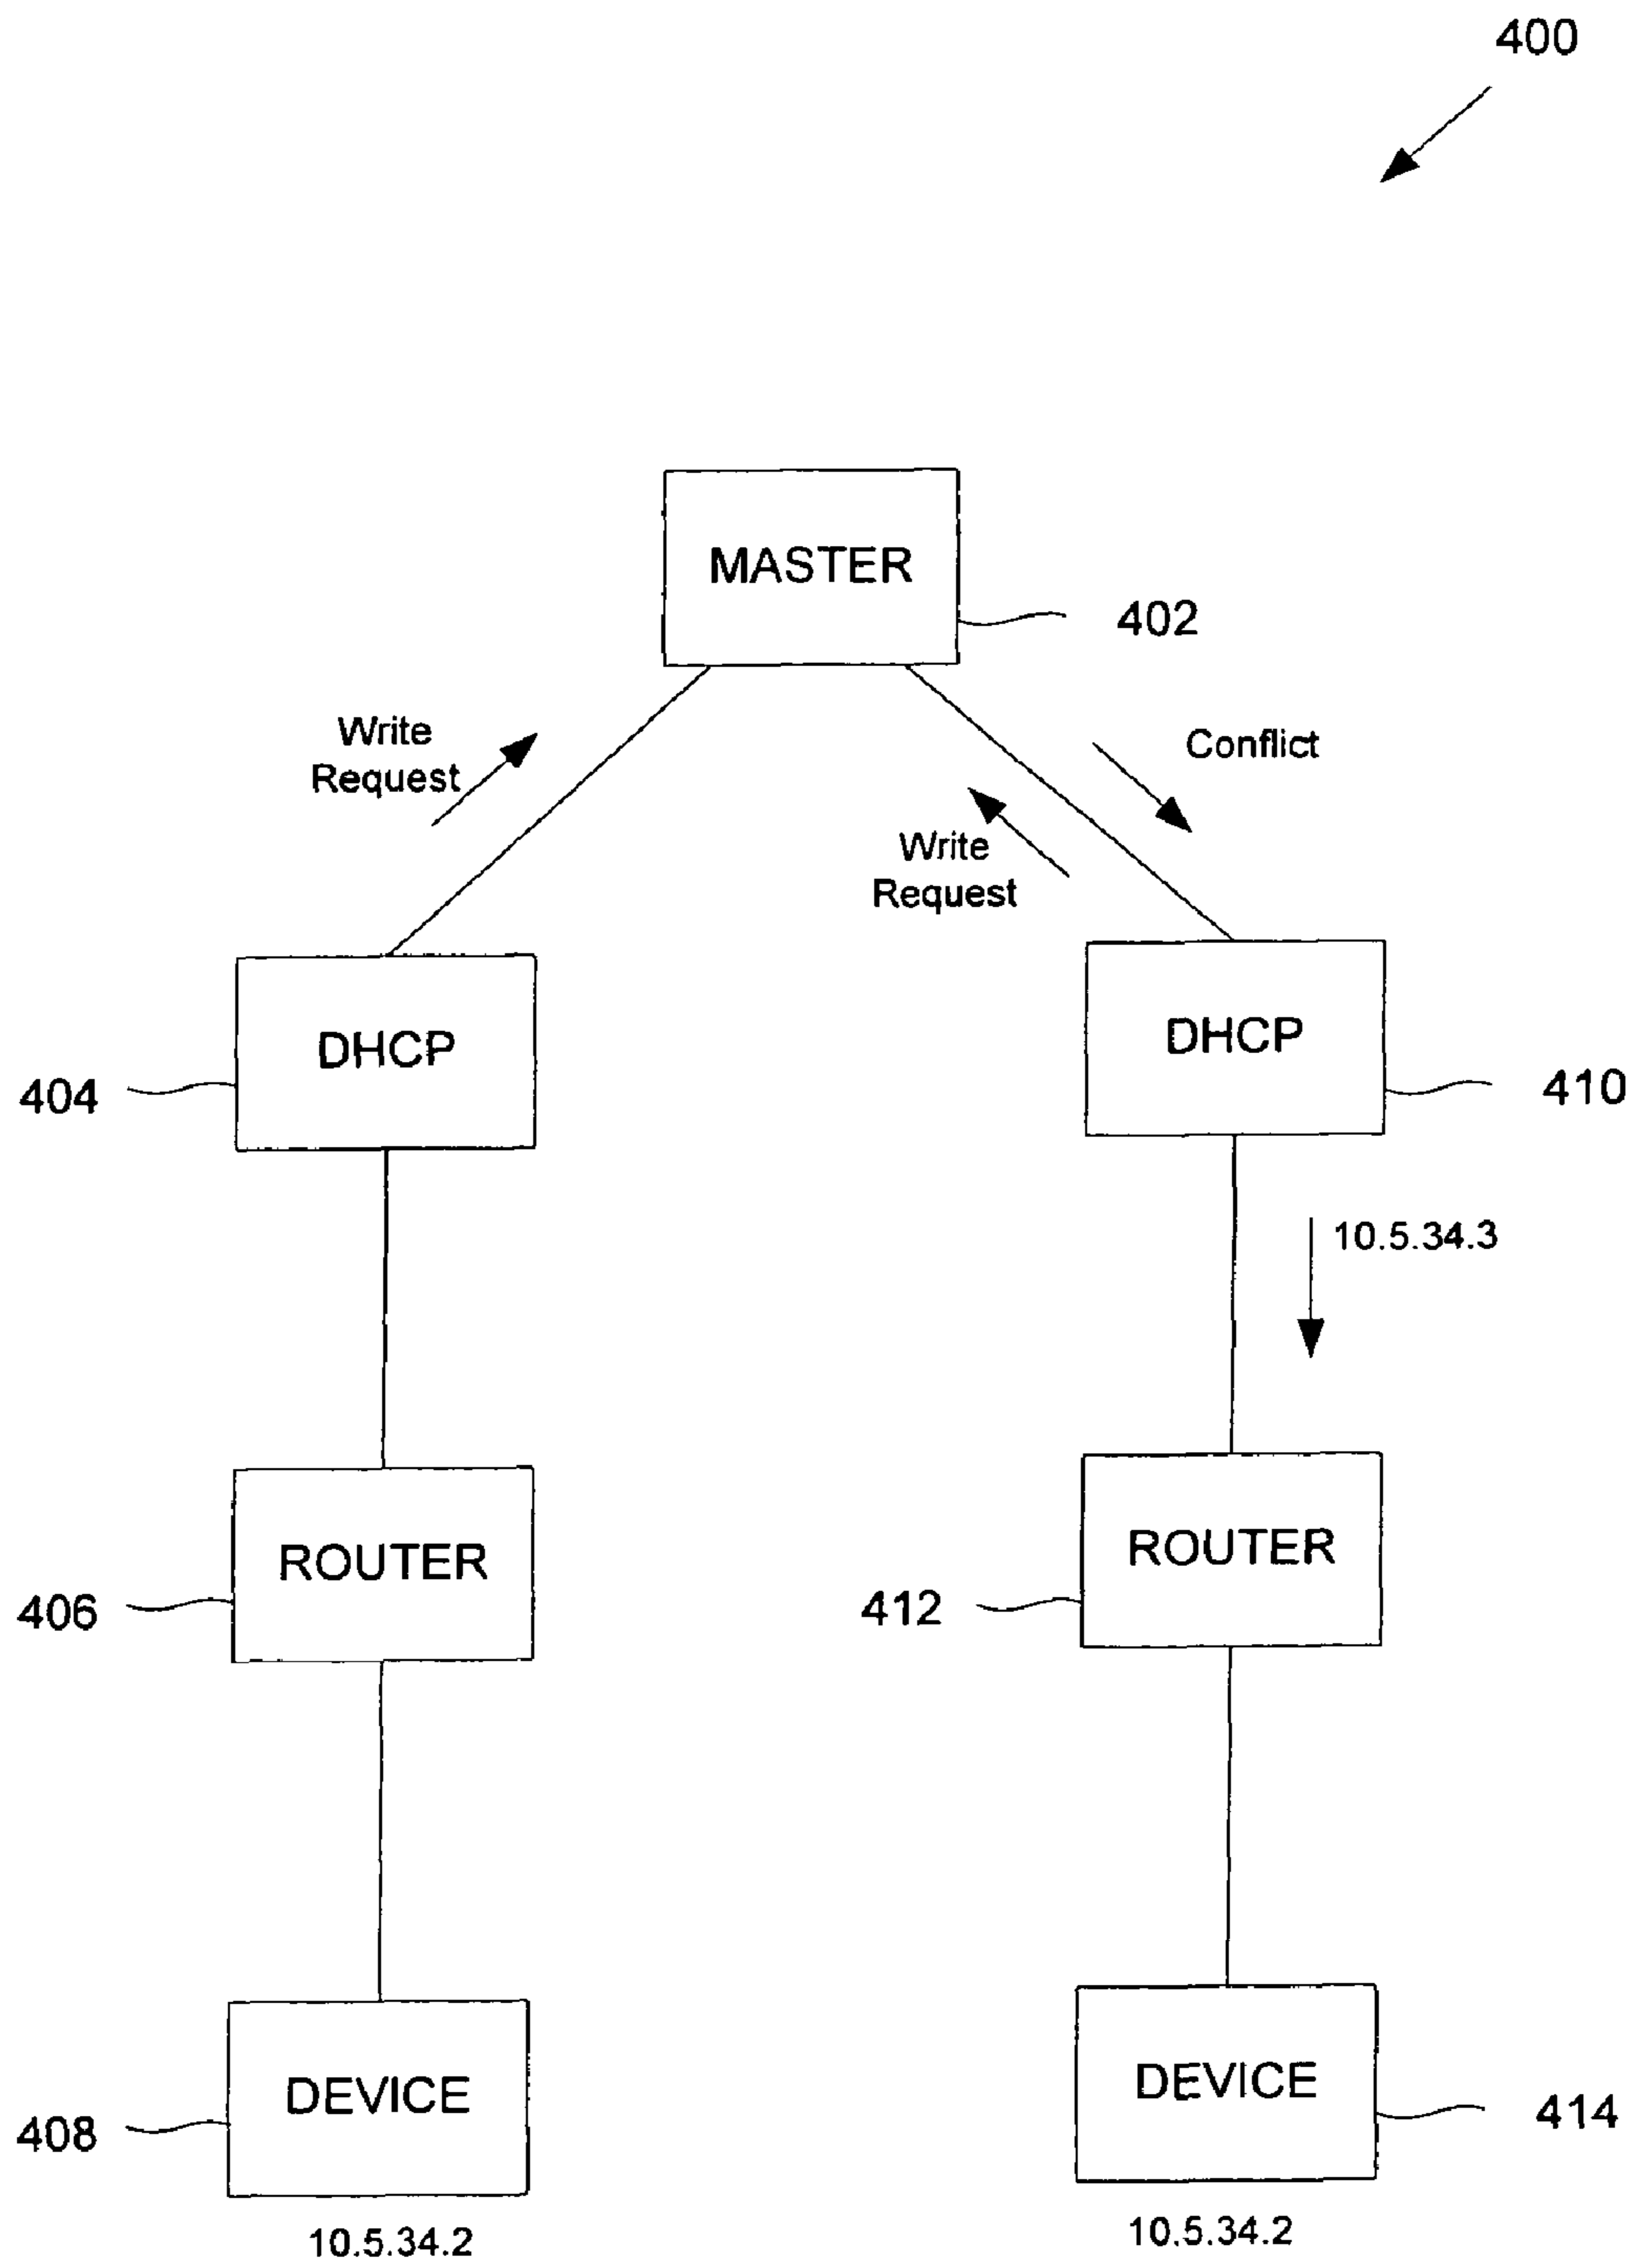 400
MASTER
402
Write
Request
Conflict
Write
Request
DHCP
404
DHCP
410
10.5.34.3
ROUTER
406
ROUTER
412
DEVICE
408
DEVICE
414
10.5.34.2
10.5.34.2